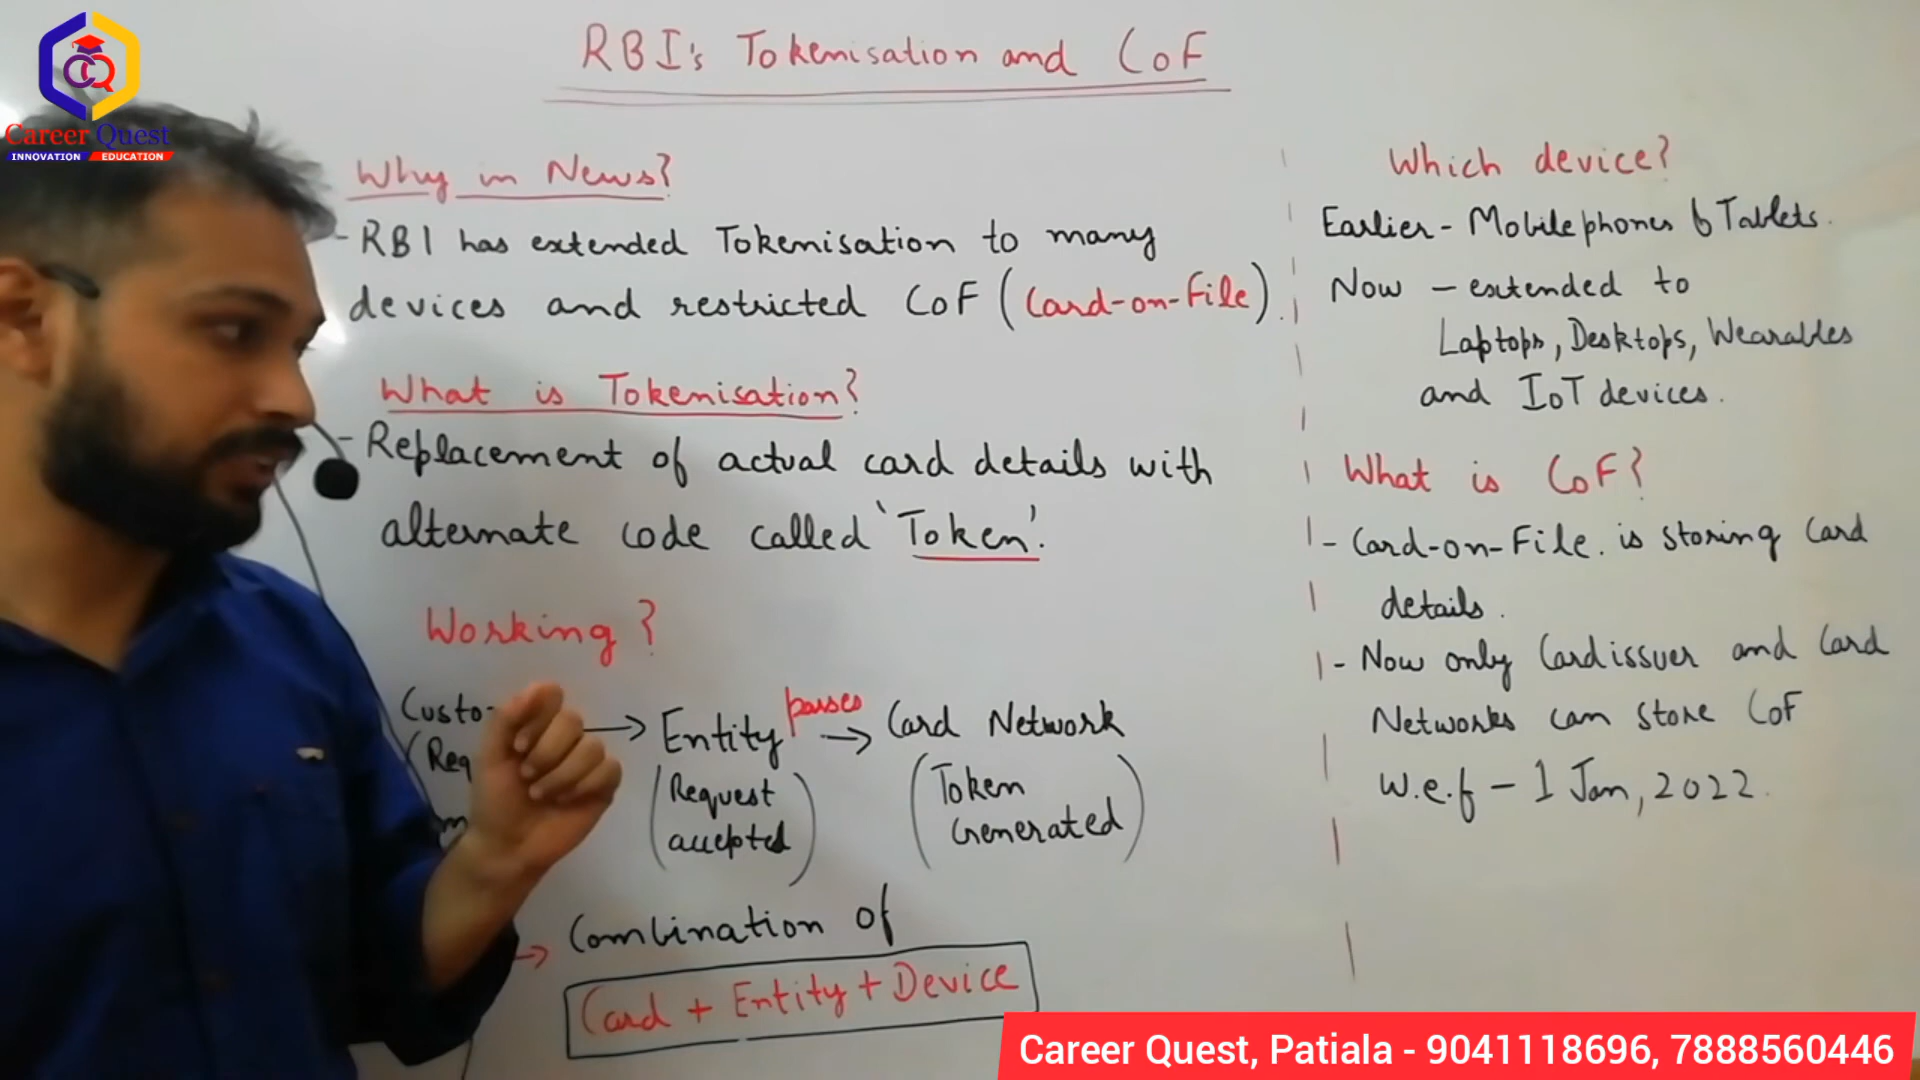 RBI's Tokenisation and CoF
Career Quest
INNOVATION EDUCATION
Why in News?
- RBI has extended Tokenisation to many
devices and restricted CoF (Card-on-File).
What is Tokenisation?
- Replacement of actual card details with
alternate code called 'Token'.
Working?
Custo → Entity passes → Card Network
(Req
(Request accepted)
(Token Generated)
→ Combination of
Card + Entity + Device
Which device?
Earlier - Mobilephones & Tablets.
Now - extended to
Laptops, Desktops, Wearables
and IoT devices.
What is CoF?
- Card-on-File. is storing Card
details.
- Now only Cardissuer and Card
Networks can store CoF
w.e.f - 1 Jan, 2022.
Career Quest, Patiala - 9041118696, 7888560446